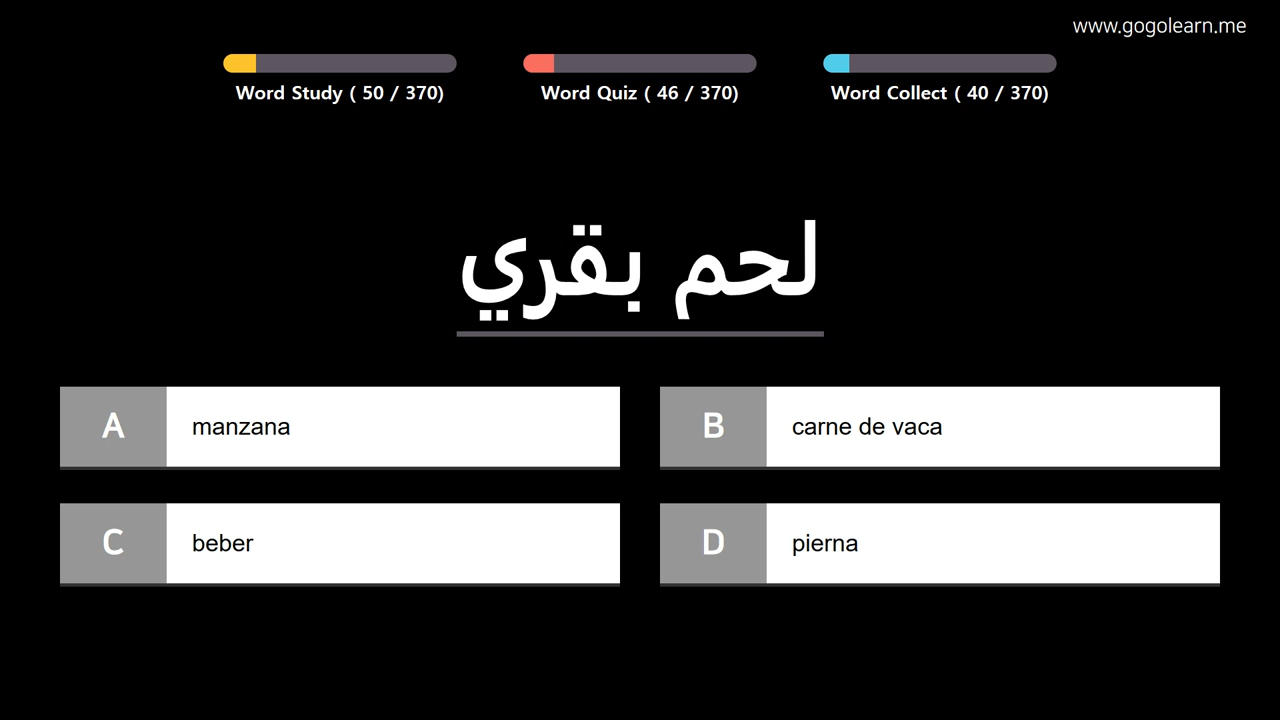 www.gogolearn.me
Word Study ( 50 / 370)
Word Quiz ( 46 / 370)
Word Collect ( 40 / 370)
لحم بقري
A manzana
B carne de vaca
C beber
D pierna